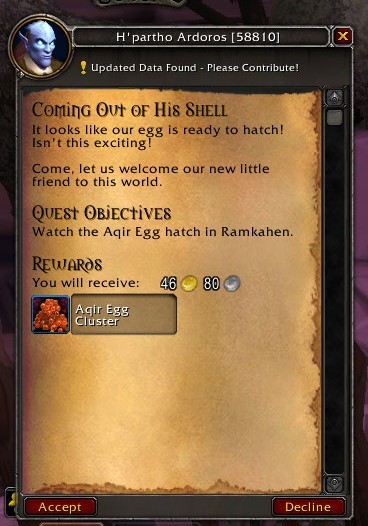 H'partho Ardoros [58810]
Updated Data Found - Please Contribute!
Coming Out of His Shell
It looks like our egg is ready to hatch!
Isn't this exciting!
Come, let us welcome our new little
friend to this world.
Quest Objectives
Watch the Aqir Egg hatch in Ramkahen.
Rewards
You will receive: 46 80
Aqir Egg
Cluster
Accept
Decline